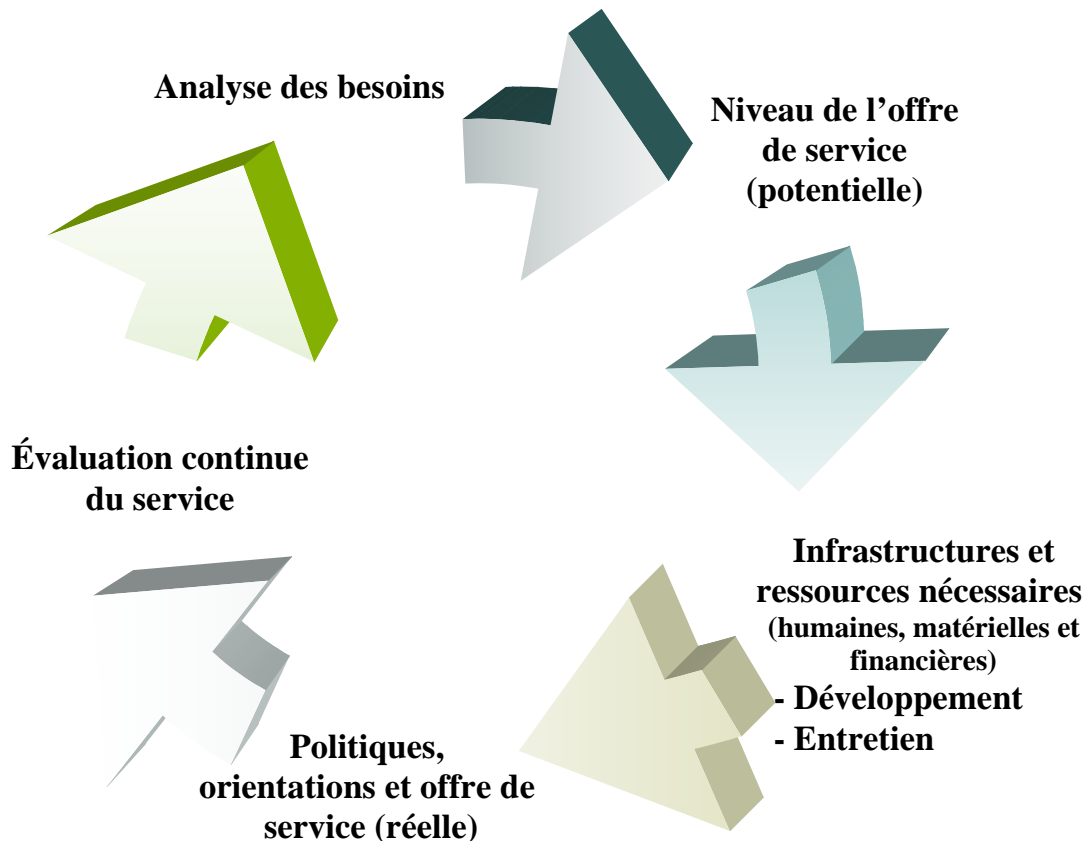 Analyse des besoins
Niveau de l’offre
de service
(potentielle)
Infrastructures et
ressources nécessaires
(humaines, matérielles et
financières)
- Développement
- Entretien
Politiques,
orientations et offre de
service (réelle)
Évaluation continue
du service